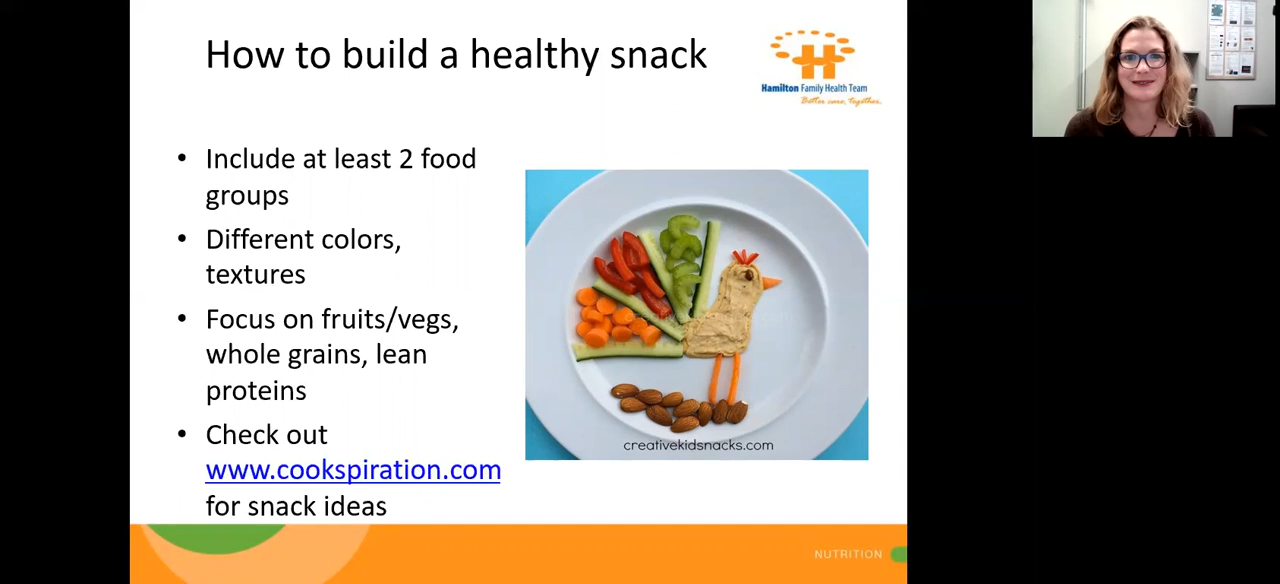 How to build a healthy snack
Hamilton Family Health Team
Better care, together.
• Include at least 2 food
groups
• Different colors,
textures
• Focus on fruits/vegs,
whole grains, lean
proteins
• Check out
www.cookspiration.com
for snack ideas
creativekidsnacks.com
NUTRITION